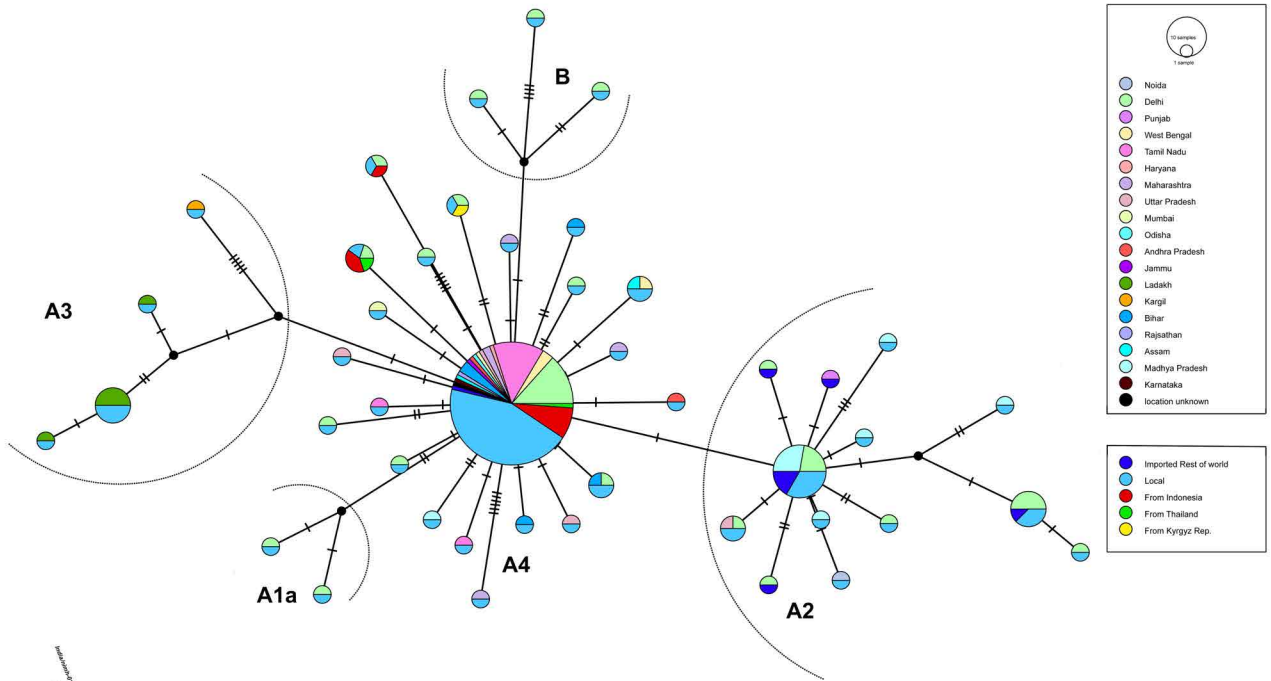 B
A3
A4
A1a
A2
10 samples
1 sample
Noida
Delhi
Punjab
West Bengal
Tamil Nadu
Haryana
Maharashtra
Uttar Pradesh
Mumbai
Odisha
Andhra Pradesh
Jammu
Ladakh
Kargil
Bihar
Rajsathan
Assam
Madhya Pradesh
Karnataka
location unknown
Imported Rest of world
Local
From Indonesia
From Thailand
From Kyrgyz Rep.